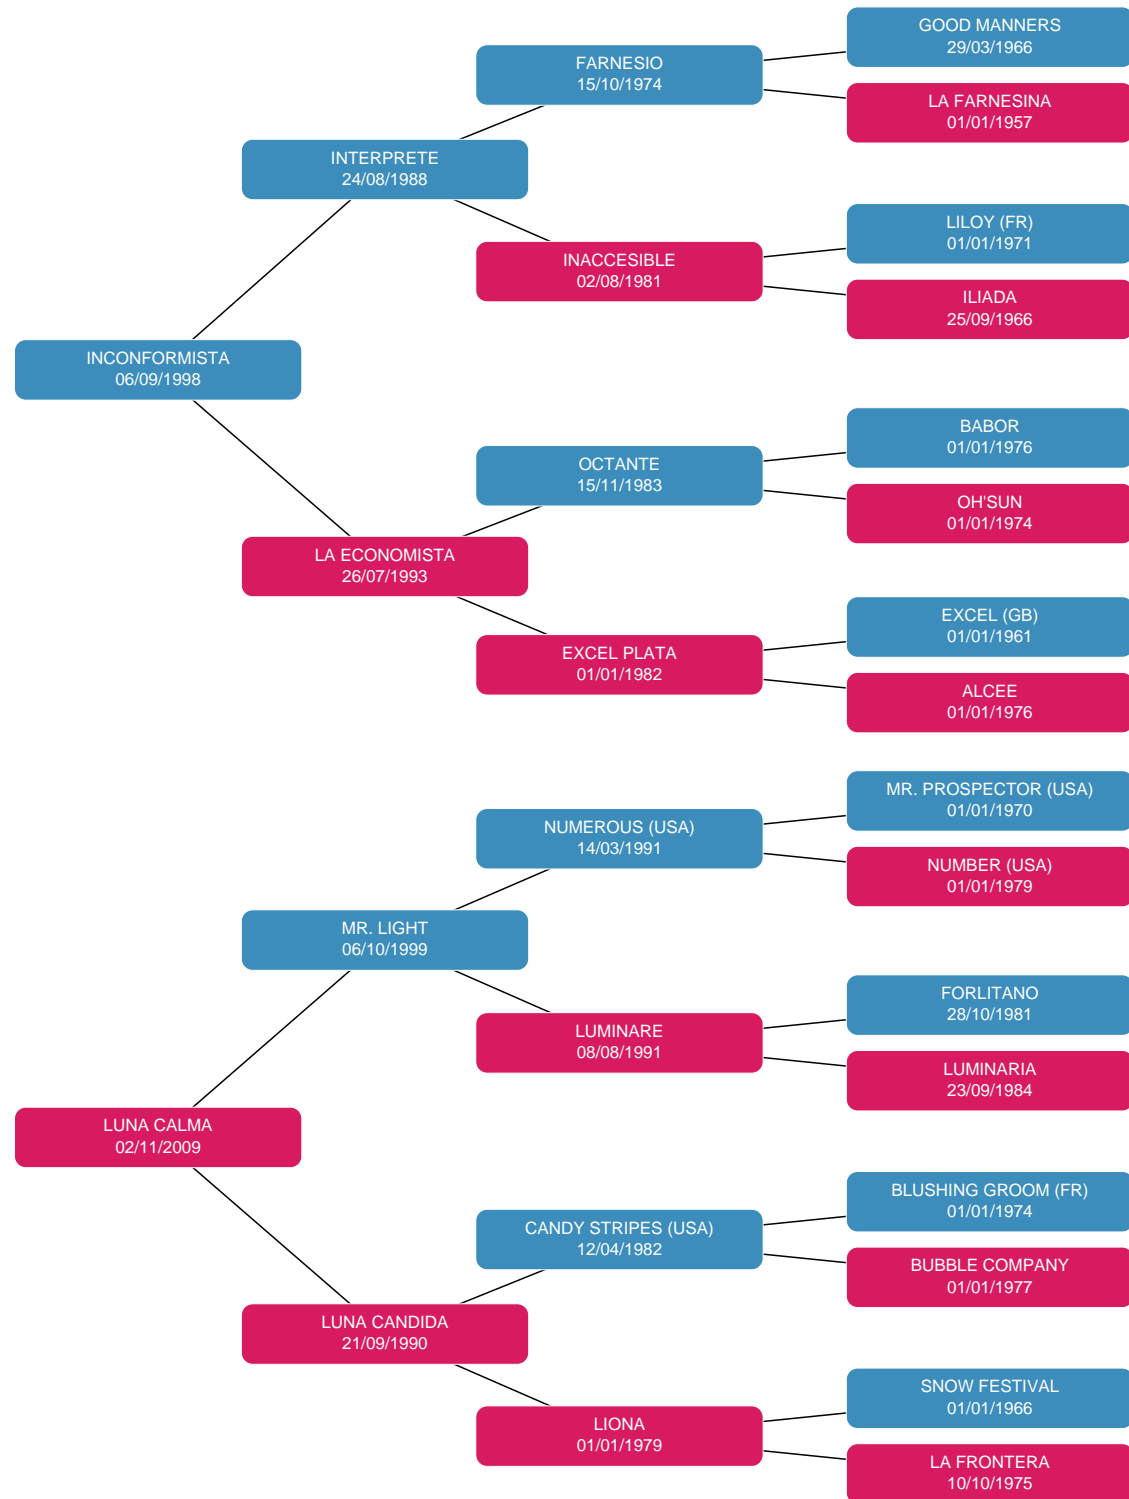 GOOD MANNERS
29/03/1966
FARNESIO
15/10/1974
LA FARNESINA
01/01/1957
INTERPRETE
24/08/1988
LILOY (FR)
01/01/1971
INACCESIBLE
02/08/1981
ILIADA
25/09/1966
INCONFORMISTA
06/09/1998
BABOR
01/01/1976
OCTANTE
15/11/1983
OH'SUN
01/01/1974
LA ECONOMISTA
26/07/1993
EXCEL (GB)
01/01/1961
EXCEL PLATA
01/01/1982
ALCEE
01/01/1976
MR. PROSPECTOR (USA)
01/01/1970
NUMEROUS (USA)
14/03/1991
NUMBER (USA)
01/01/1979
MR. LIGHT
06/10/1999
FORLITANO
28/10/1981
LUMINARE
08/08/1991
LUMINARIA
23/09/1984
LUNA CALMA
02/11/2009
BLUSHING GROOM (FR)
01/01/1974
CANDY STRIPES (USA)
12/04/1982
BUBBLE COMPANY
01/01/1977
LUNA CANDIDA
21/09/1990
SNOW FESTIVAL
01/01/1966
LIONA
01/01/1979
LA FRONTERA
10/10/1975